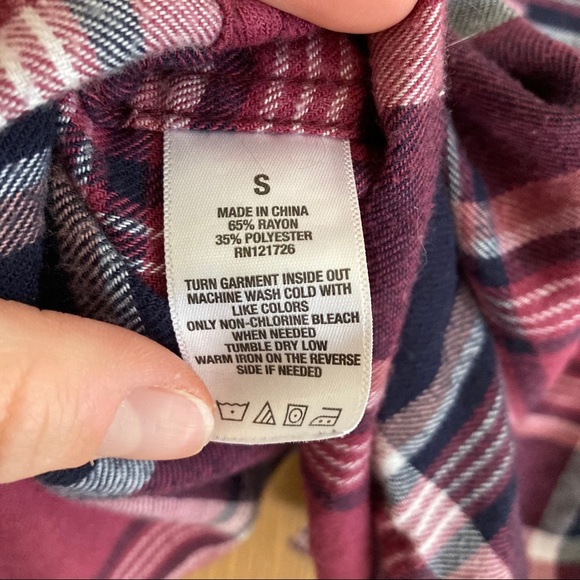 S
MADE IN CHINA
65% RAYON
35% POLYESTER
RN121726
TURN GARMENT INSIDE OUT
MACHINE WASH COLD WITH
LIKE COLORS
ONLY NON-CHLORINE BLEACH
WHEN NEEDED
TUMBLE DRY LOW
WARM IRON ON THE REVERSE
SIDE IF NEEDED